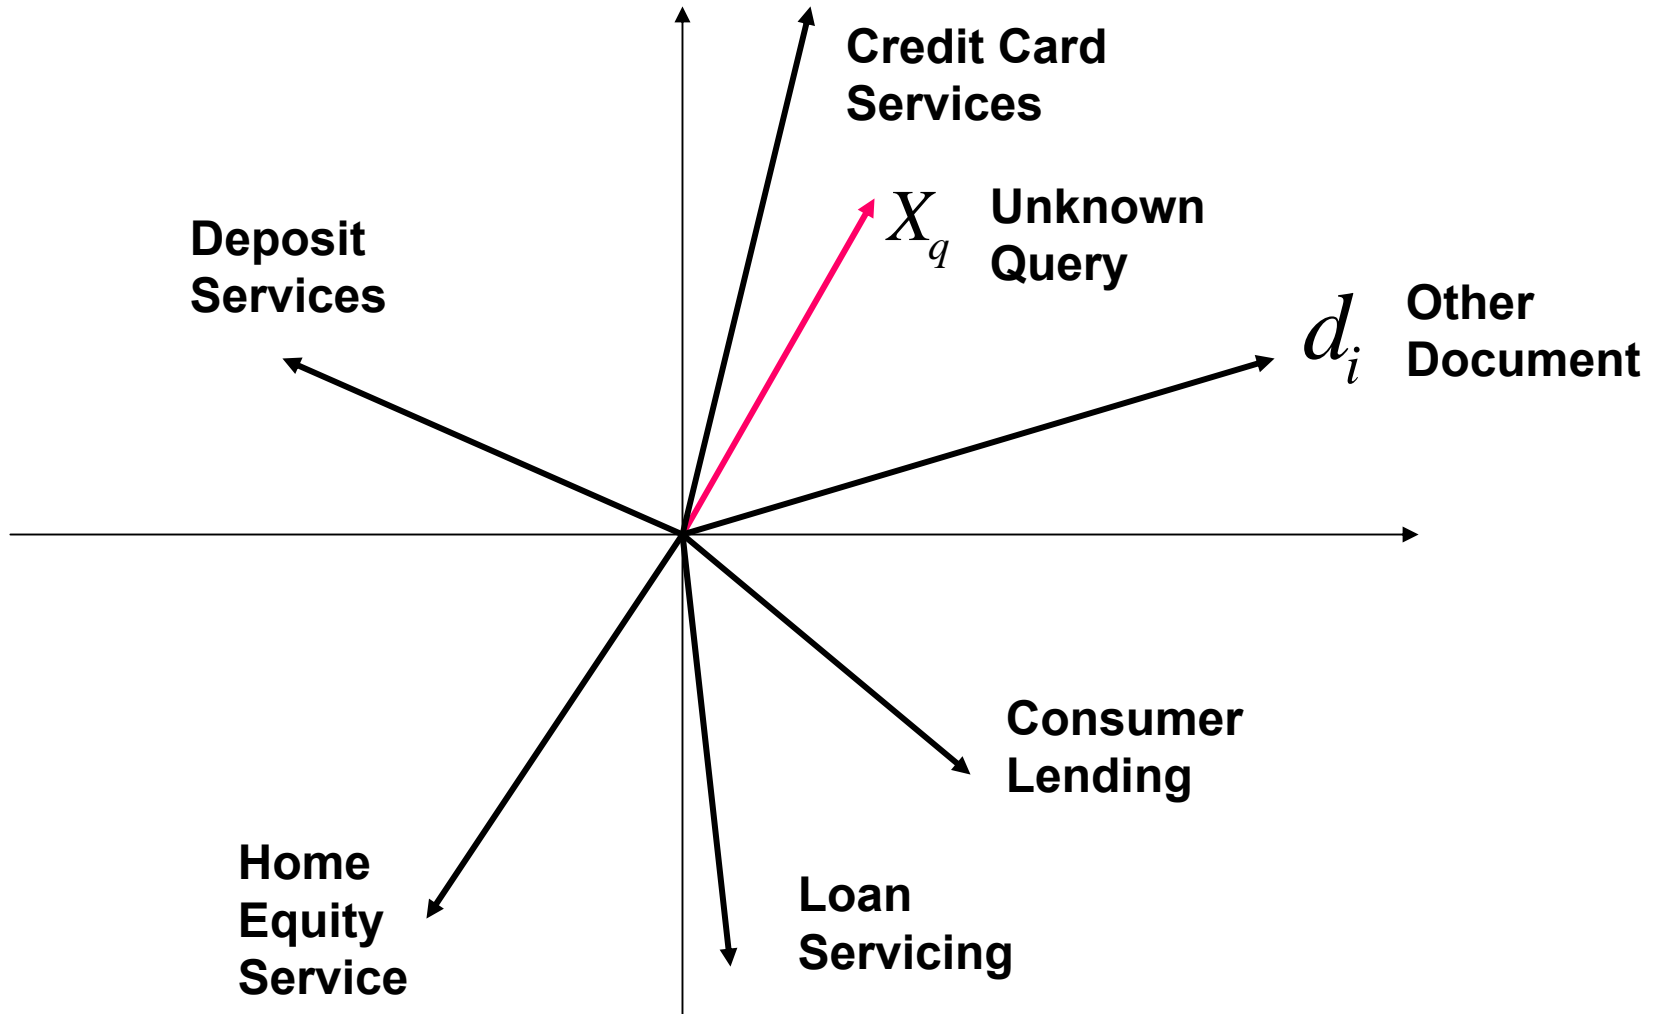 Credit Card
Services
X_q
Unknown
Query
Deposit
Services
d_i
Other
Document
Consumer
Lending
Home
Equity
Service
Loan
Servicing